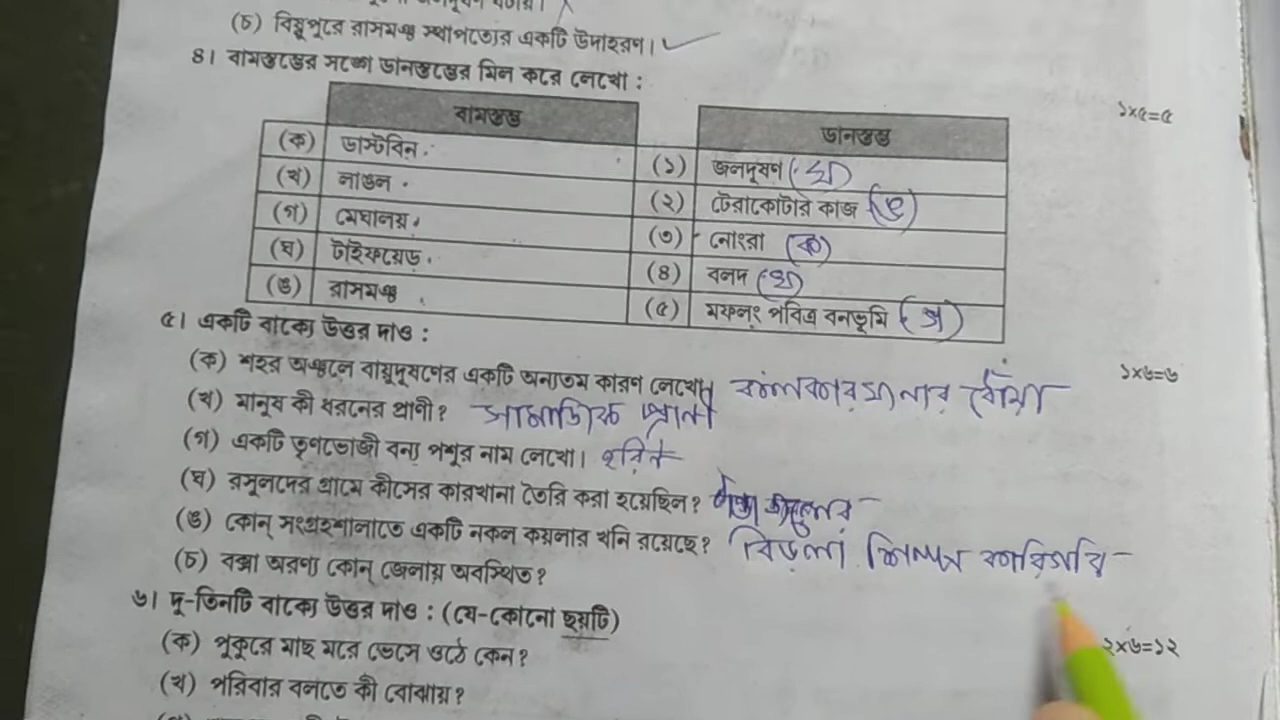 (চ) বিষ্ণুপুরে রাসমঞ্চ স্থাপত্যের একটি উদাহরণ।
৪। বামস্তম্ভের সঙ্গে ডানস্তম্ভের মিল করে লেখো : ১×৫=৫
বামস্তম্ভ
ডানস্তম্ভ
(ক) ডাস্টবিন
(১) জলদূষণ (ঘ)
(খ) লাঙল
(২) টেরাকোটার কাজ (ঙ)
(গ) মেঘালয়
(৩) নোংরা (ক)
(ঘ) টাইফয়েড
(৪) বলদ (খ)
(ঙ) রাসমঞ্চ
(৫) মফলং পবিত্র বনভূমি (গ)
৫। একটি বাক্যে উত্তর দাও : ১×৬=৬
(ক) শহর অঞ্চলে বায়ুদূষণের একটি অন্যতম কারণ লেখো। কলকারখানার ধোঁয়া
(খ) মানুষ কী ধরনের প্রাণী? সামাজিক প্রাণী
(গ) একটি তৃণভোজী বন্য পশুর নাম লেখো। হরিণ
(ঘ) রসুলদের গ্রামে কীসের কারখানা তৈরি করা হয়েছিল?
(ঙ) কোন্ সংগ্রহশালাতে একটি নকল কয়লার খনি রয়েছে? বিড়লা শিল্প কারিগরি
(চ) বক্সা অরণ্য কোন্ জেলায় অবস্থিত?
৬। দু-তিনটি বাক্যে উত্তর দাও : (যে-কোনো ছয়টি) ২×৬=১২
(ক) পুকুরে মাছ মরে ভেসে ওঠে কেন?
(খ) পরিবার বলতে কী বোঝায়?